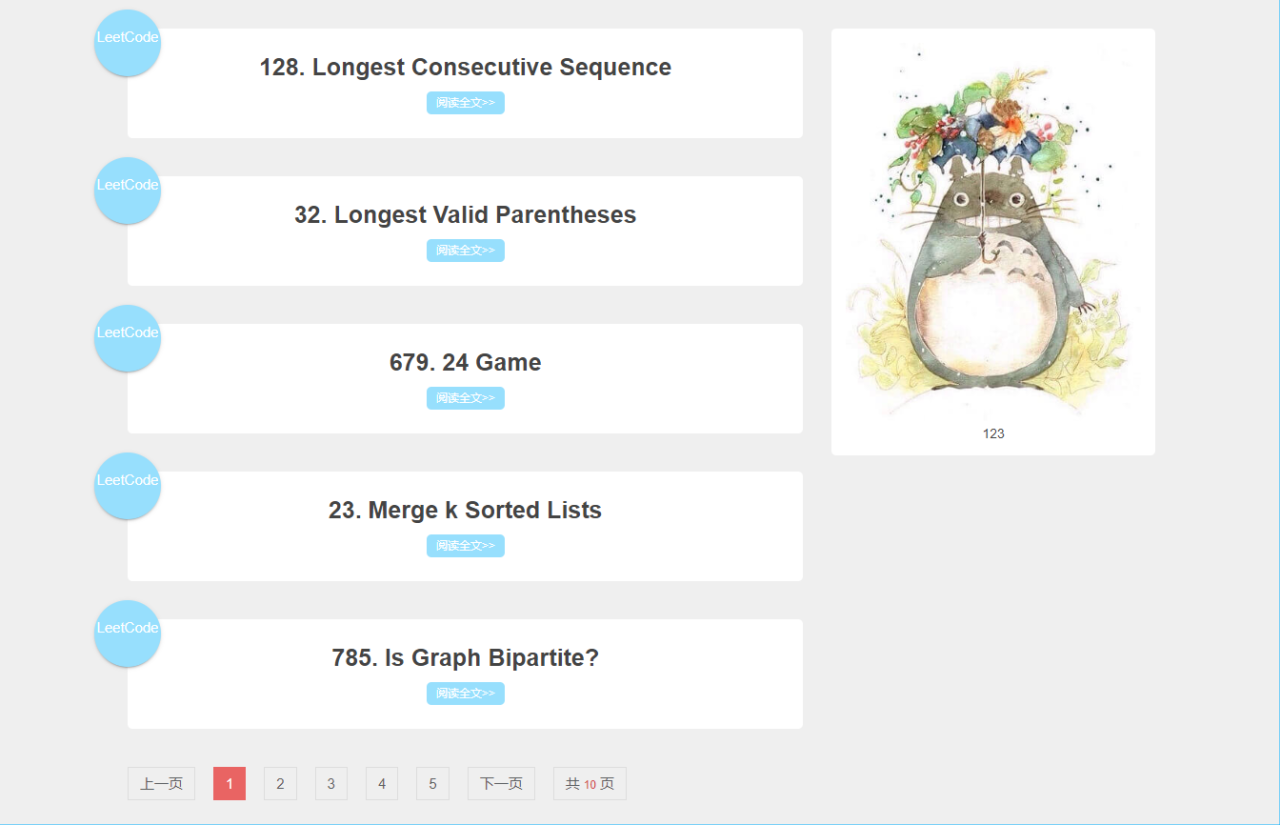 LeetCode
128. Longest Consecutive Sequence
阅读全文>>
LeetCode
32. Longest Valid Parentheses
阅读全文>>
LeetCode
679. 24 Game
阅读全文>>
LeetCode
23. Merge k Sorted Lists
阅读全文>>
LeetCode
785. Is Graph Bipartite?
阅读全文>>
上一页 1 2 3 4 5 下一页 共 10 页
123